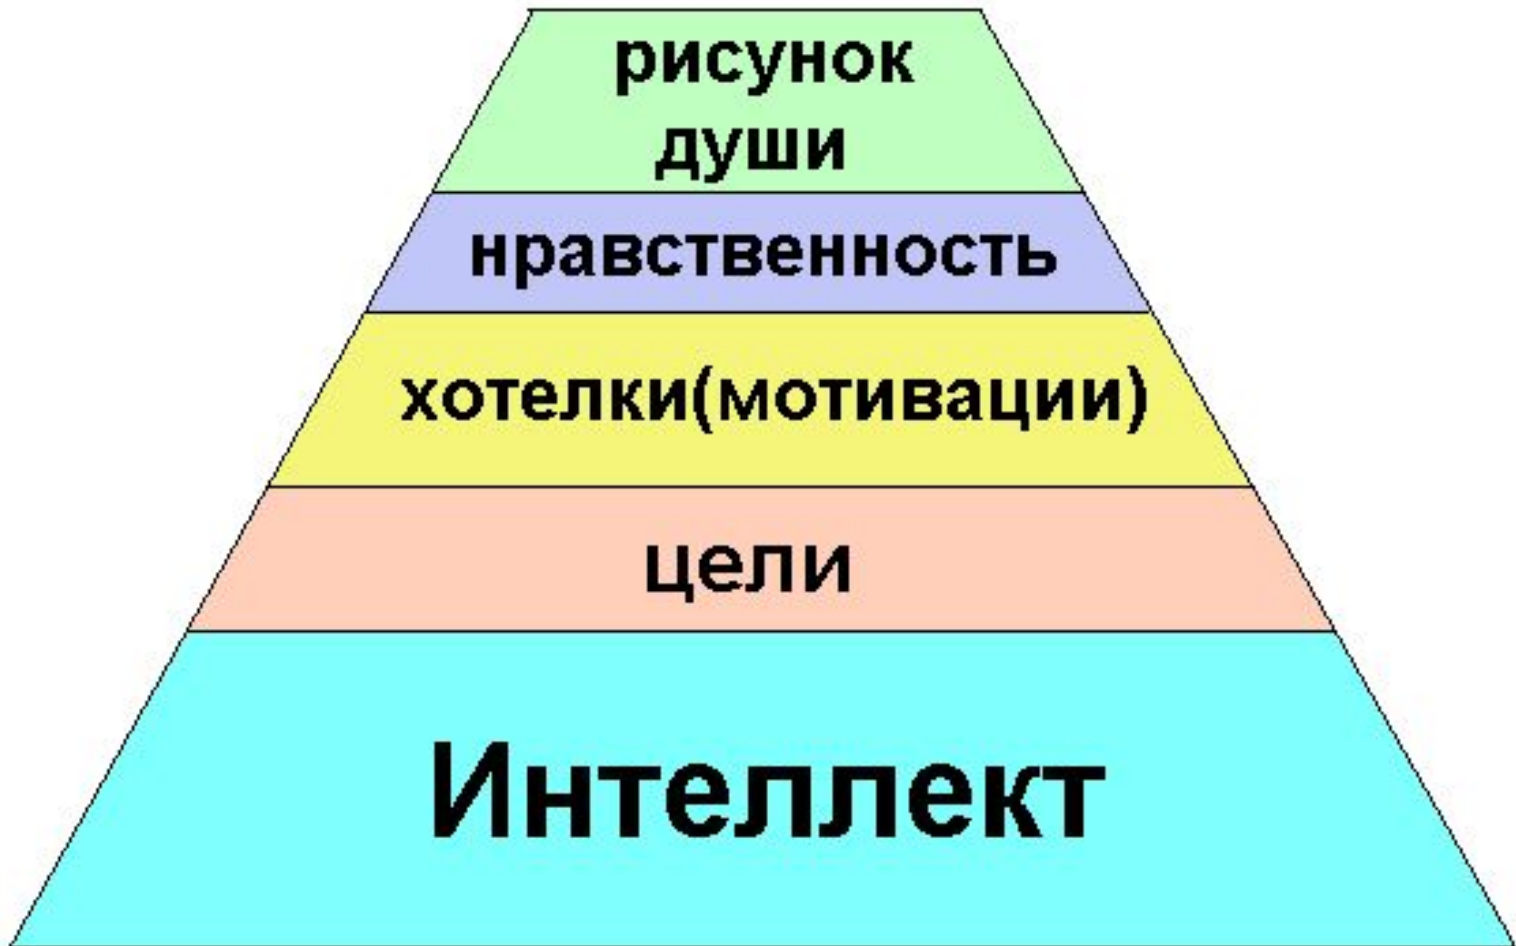 рисунок
души
нравственность
хотелки(мотивации)
цели
Интеллект